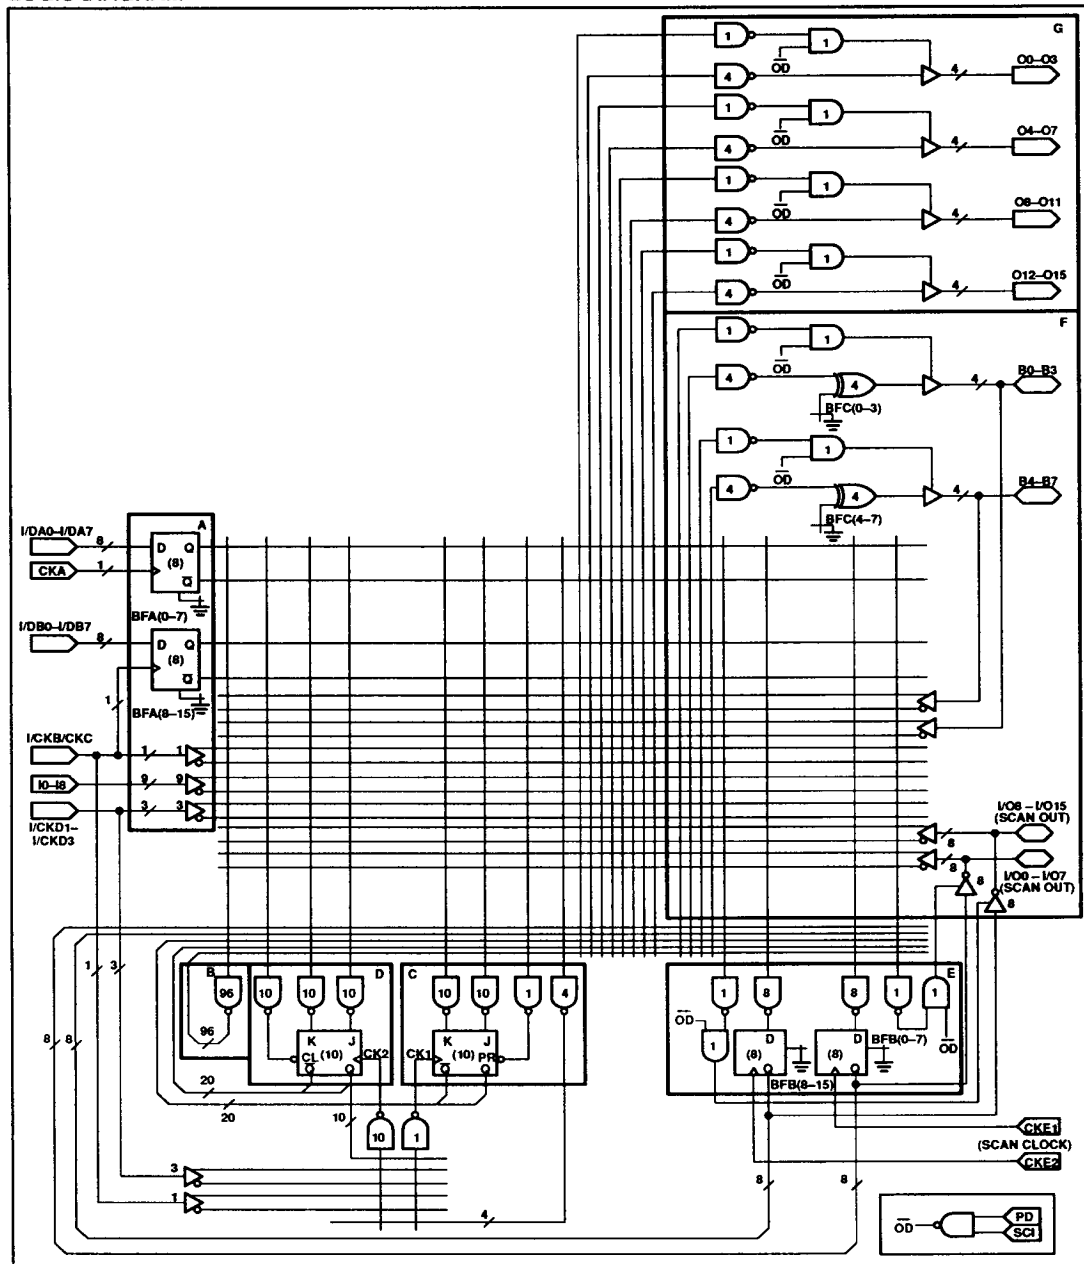 G
1
1
OD
O0–O3
4
4
1
1
OD
O4–O7
4
4
1
1
OD
O8–O11
4
4
1
1
OD
O12–O15
4
4
F
1
1
OD
B0–B3
4
4
4
BFC(0–3)
1
1
OD
B4–B7
4
4
4
BFC(4–7)
A
I/DA0–I/DA7
8
D Q
(8)
CKA
1
Q
BFA(0–7)
I/DB0–I/DB7
8
D Q
(8)
Q
1
BFA(8–15)
I/CKB/CKC
1 1
I0–I8
9 9
I/CKD1–
I/CKD3
3 3
I/O8 – I/O15
(SCAN OUT)
8
8
I/O0 – I/O7
(SCAN OUT)
8
8
1 3
B
96
96
D
10 10 10
K J
CL (10) CK2
C
10 10 1 4
K J
CK1 (10) PR
E
1 8 8 1 1
OD
1
D
(8)
BFB(8–15)
D
(8)
BFB(0–7)
OD
8 8
20
20
10
10
1
CKE1
(SCAN CLOCK)
CKE2
3
1
4
8
8
OD
PD
SCI